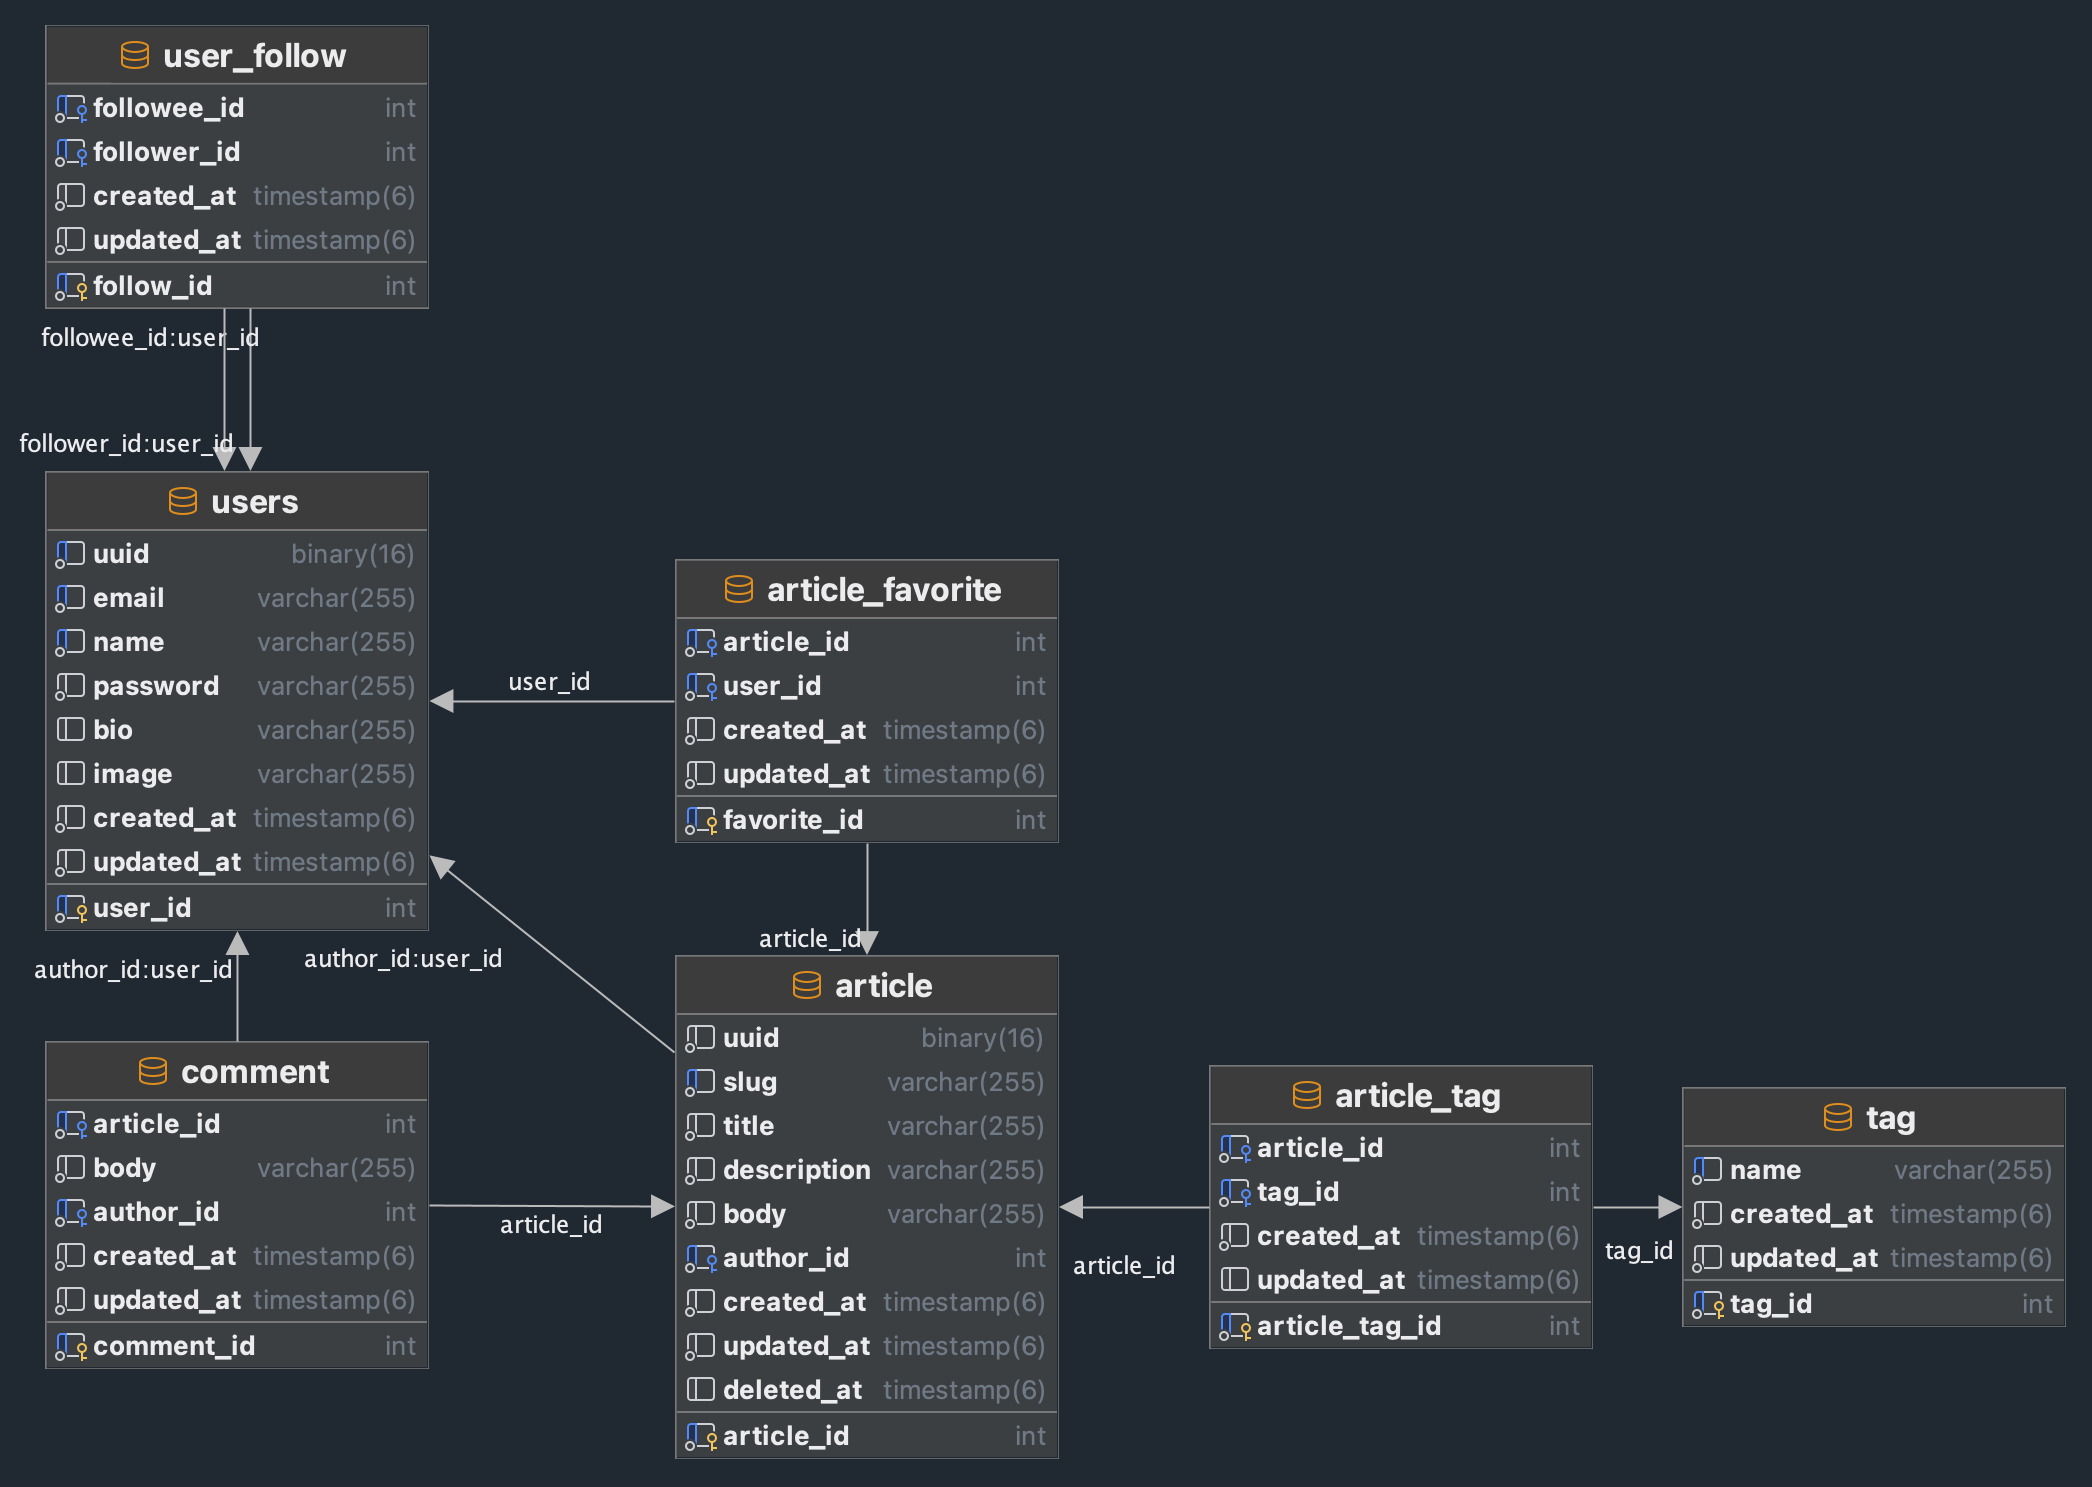 user_follow
followee_id int
follower_id int
created_at timestamp(6)
updated_at timestamp(6)
follow_id int
followee_id:user_id
follower_id:user_id
users
uuid binary(16)
email varchar(255)
name varchar(255)
password varchar(255)
bio varchar(255)
image varchar(255)
created_at timestamp(6)
updated_at timestamp(6)
user_id int
user_id
article_favorite
article_id int
user_id int
created_at timestamp(6)
updated_at timestamp(6)
favorite_id int
article_id
author_id:user_id
author_id:user_id
comment
article_id int
body varchar(255)
author_id int
created_at timestamp(6)
updated_at timestamp(6)
comment_id int
article_id
article
uuid binary(16)
slug varchar(255)
title varchar(255)
description varchar(255)
body varchar(255)
author_id int
created_at timestamp(6)
updated_at timestamp(6)
deleted_at timestamp(6)
article_id int
article_id
article_tag
article_id int
tag_id int
created_at timestamp(6)
updated_at timestamp(6)
article_tag_id int
tag_id
tag
name varchar(255)
created_at timestamp(6)
updated_at timestamp(6)
tag_id int